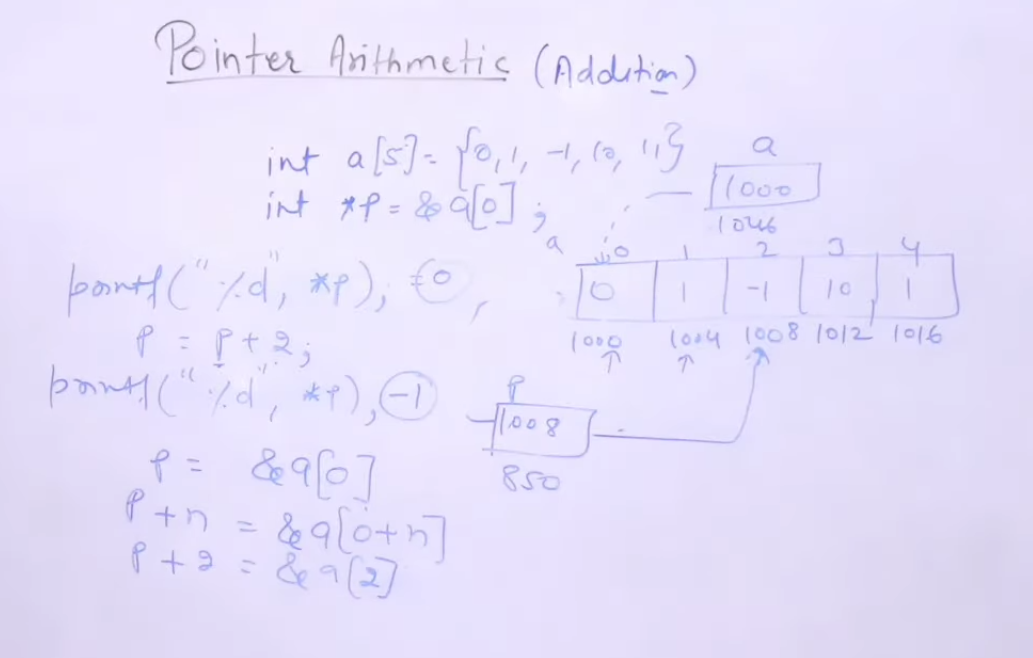 Pointer Arithmetic (Addition)
int a[5] = {0, 1, -1, 10, 1}
int *p = &a[0];
a
1000
1046
a
0 1 2 3 4
0 1 -1 10 1
1000 1004 1008 1012 1016
printf("%d", *p); 0
p = p + 2;
printf("%d", *p), -1
p
1008
850
p = &a[0]
p + n = &a[0+n]
p + 2 = &a[2]